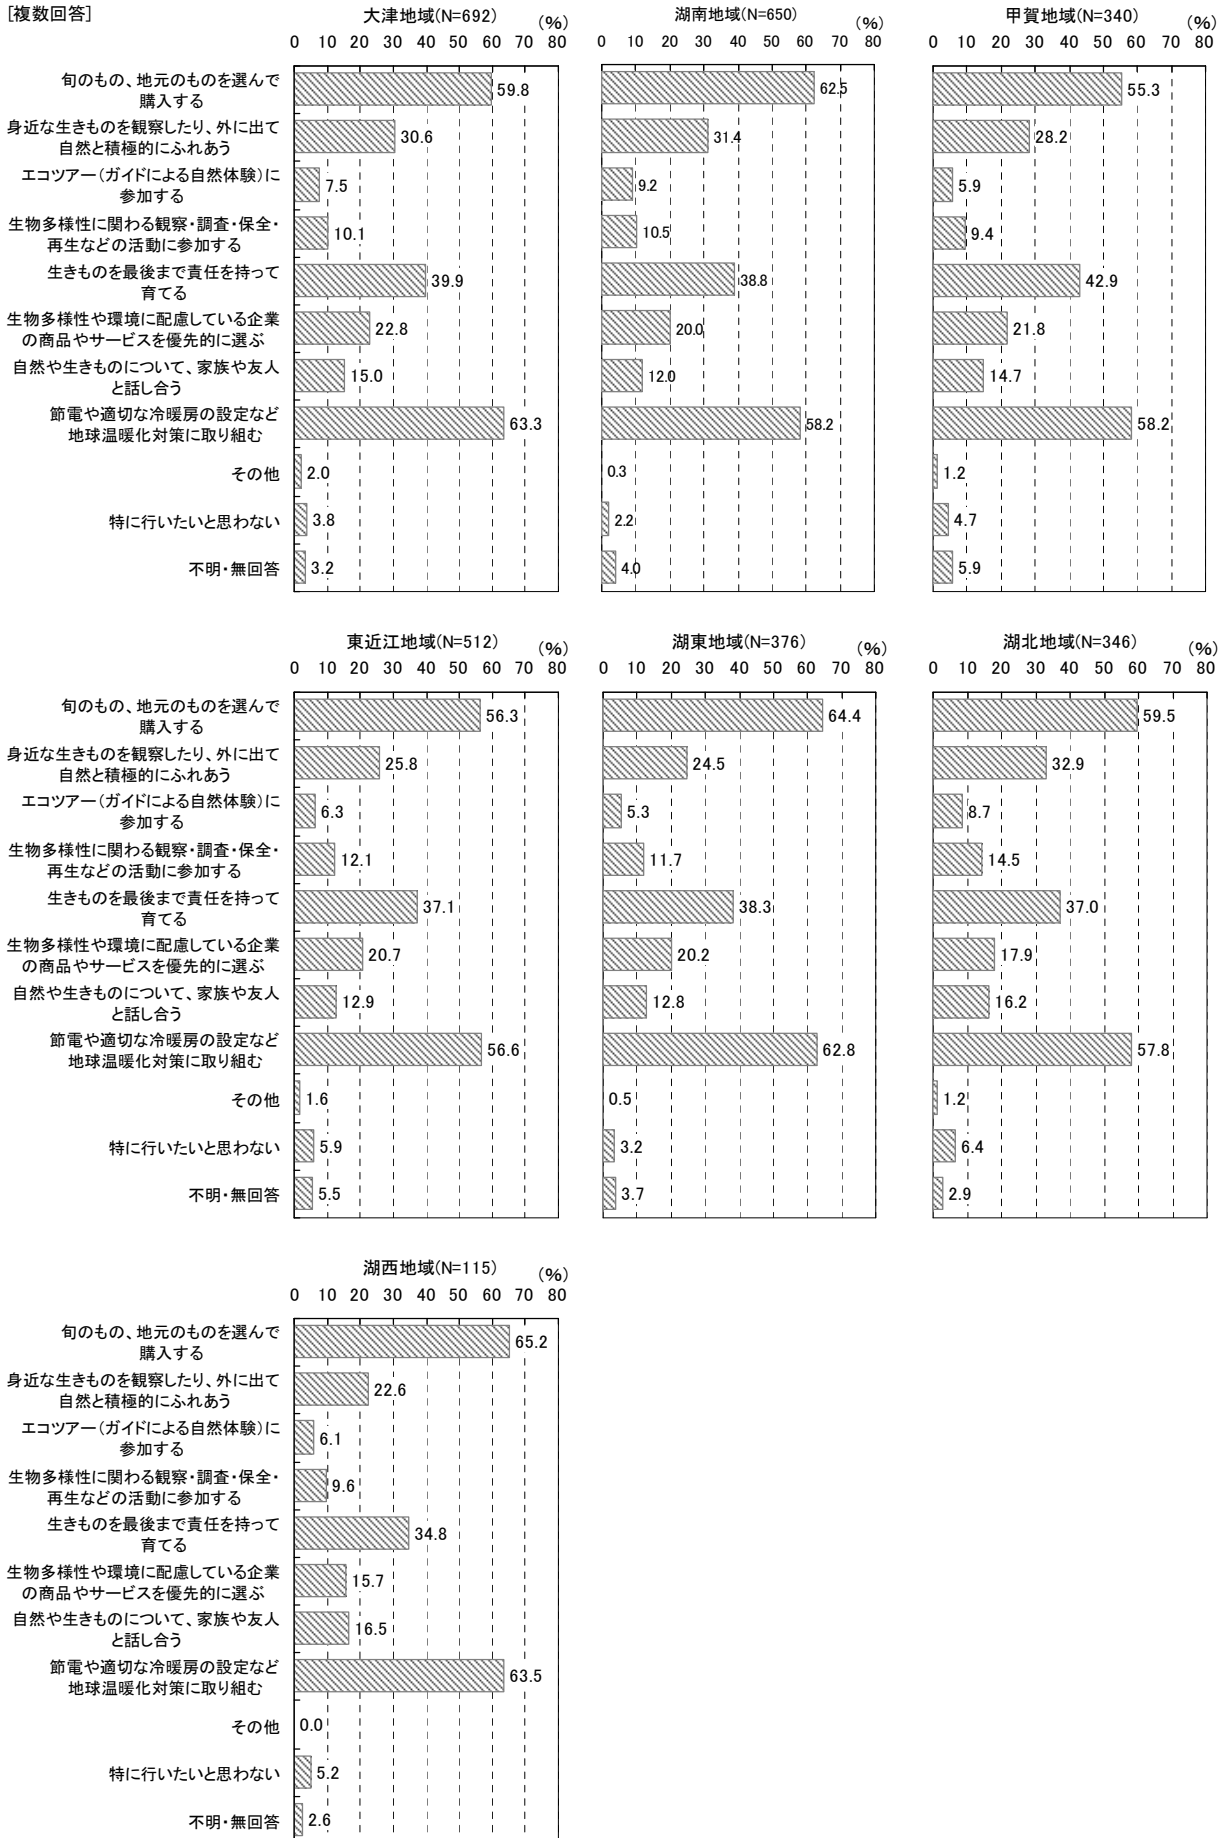 [複数回答]
大津地域(N=692)
(%)
0 10 20 30 40 50 60 70 80
旬のもの、地元のものを選んで
購入する
59.8
身近な生きものを観察したり、外に出て
自然と積極的にふれあう
30.6
エコツアー(ガイドによる自然体験)に
参加する
7.5
生物多様性に関わる観察・調査・保全・
再生などの活動に参加する
10.1
生きものを最後まで責任を持って
育てる
39.9
生物多様性や環境に配慮している企業
の商品やサービスを優先的に選ぶ
22.8
自然や生きものについて、家族や友人
と話し合う
15.0
節電や適切な冷暖房の設定など
地球温暖化対策に取り組む
63.3
その他
2.0
特に行いたいと思わない
3.8
不明・無回答
3.2
湖南地域(N=650)
(%)
0 10 20 30 40 50 60 70 80
62.5
31.4
9.2
10.5
38.8
20.0
12.0
58.2
0.3
2.2
4.0
甲賀地域(N=340)
(%)
0 10 20 30 40 50 60 70 80
55.3
28.2
5.9
9.4
42.9
21.8
14.7
58.2
1.2
4.7
5.9
東近江地域(N=512)
(%)
0 10 20 30 40 50 60 70 80
旬のもの、地元のものを選んで
購入する
56.3
身近な生きものを観察したり、外に出て
自然と積極的にふれあう
25.8
エコツアー(ガイドによる自然体験)に
参加する
6.3
生物多様性に関わる観察・調査・保全・
再生などの活動に参加する
12.1
生きものを最後まで責任を持って
育てる
37.1
生物多様性や環境に配慮している企業
の商品やサービスを優先的に選ぶ
20.7
自然や生きものについて、家族や友人
と話し合う
12.9
節電や適切な冷暖房の設定など
地球温暖化対策に取り組む
56.6
その他
1.6
特に行いたいと思わない
5.9
不明・無回答
5.5
湖東地域(N=376)
(%)
0 10 20 30 40 50 60 70 80
64.4
24.5
5.3
11.7
38.3
20.2
12.8
62.8
0.5
3.2
3.7
湖北地域(N=346)
(%)
0 10 20 30 40 50 60 70 80
59.5
32.9
8.7
14.5
37.0
17.9
16.2
57.8
1.2
6.4
2.9
湖西地域(N=115)
(%)
0 10 20 30 40 50 60 70 80
旬のもの、地元のものを選んで
購入する
65.2
身近な生きものを観察したり、外に出て
自然と積極的にふれあう
22.6
エコツアー(ガイドによる自然体験)に
参加する
6.1
生物多様性に関わる観察・調査・保全・
再生などの活動に参加する
9.6
生きものを最後まで責任を持って
育てる
34.8
生物多様性や環境に配慮している企業
の商品やサービスを優先的に選ぶ
15.7
自然や生きものについて、家族や友人
と話し合う
16.5
節電や適切な冷暖房の設定など
地球温暖化対策に取り組む
63.5
その他
0.0
特に行いたいと思わない
5.2
不明・無回答
2.6